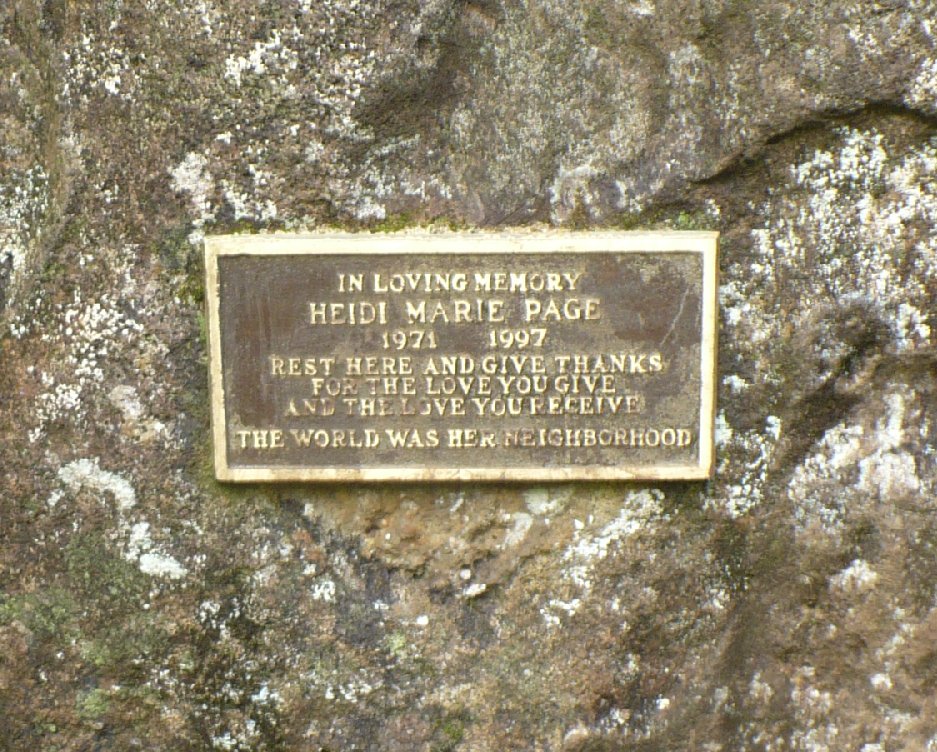 IN LOVING MEMORY
HEIDI MARIE PAGE
1971 1997
REST HERE AND GIVE THANKS
FOR THE LOVE YOU GIVE
AND THE LOVE YOU RECEIVE
THE WORLD WAS HER NEIGHBORHOOD